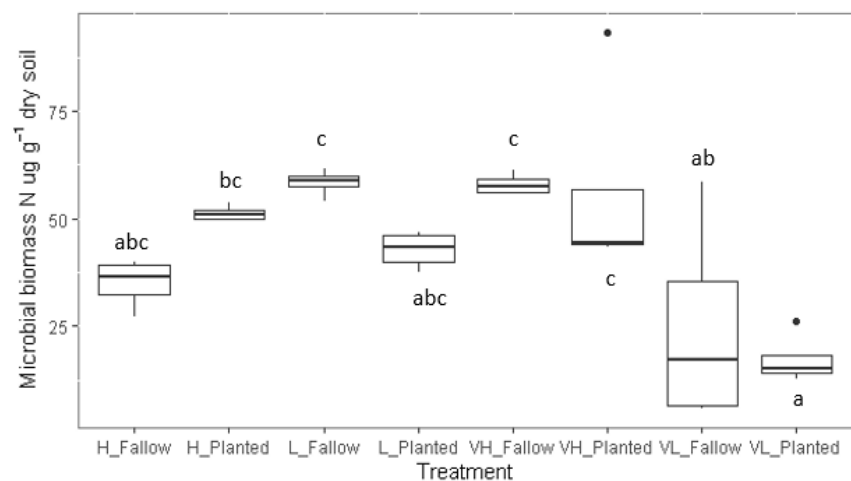 Microbial biomass N ug g⁻¹ dry soil
75
50
25
abc
bc
c
abc
c
c
ab
a
H_Fallow H_Planted L_Fallow L_Planted VH_Fallow VH_Planted VL_Fallow VL_Planted
Treatment